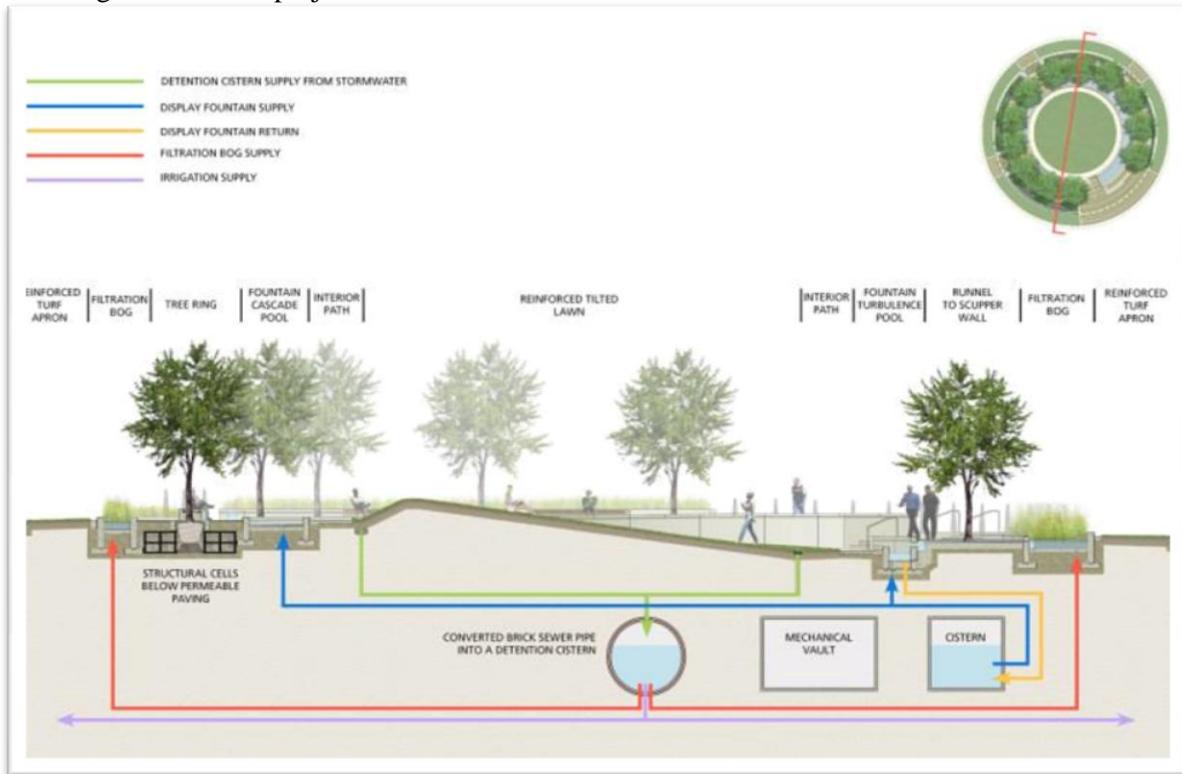 DETENTION CISTERN SUPPLY FROM STORMWATER
DISPLAY FOUNTAIN SUPPLY
DISPLAY FOUNTAIN RETURN
FILTRATION BOG SUPPLY
IRRIGATION SUPPLY
EINFORCED
TURF
APRON
FILTRATION
BOG
TREE RING
FOUNTAIN
CASCADE
POOL
INTERIOR
PATH
REINFORCED TILTED
LAWN
INTERIOR
PATH
FOUNTAIN
TURBULENCE
POOL
RUNNEL
TO SCUPPER
WALL
FILTRATION
BOG
REINFORCED
TURF
APRON
STRUCTURAL CELLS
BELOW PERMEABLE
PAVING
CONVERTED BRICK SEWER PIPE
INTO A DETENTION CISTERN
MECHANICAL
VAULT
CISTERN